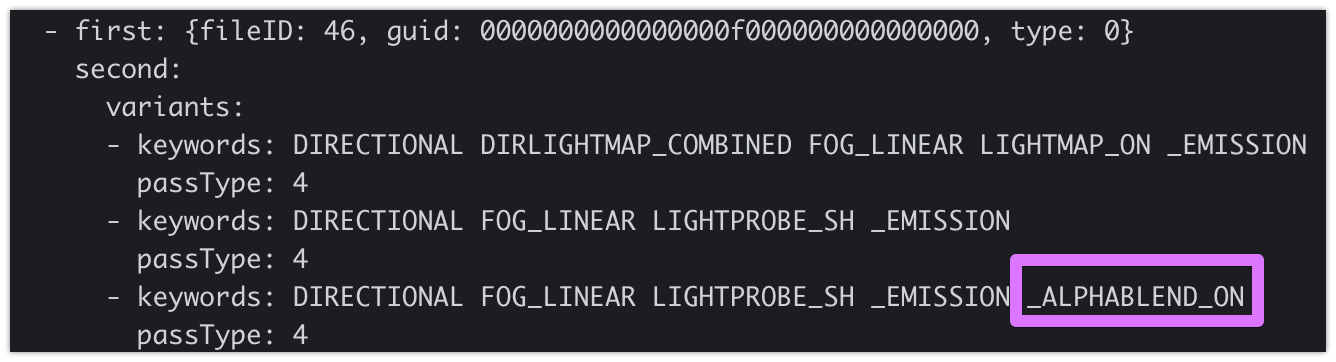 - first: {fileID: 46, guid: 0000000000000000f000000000000000, type: 0}
second:
variants:
- keywords: DIRECTIONAL DIRLIGHTMAP_COMBINED FOG_LINEAR LIGHTMAP_ON _EMISSION
passType: 4
- keywords: DIRECTIONAL FOG_LINEAR LIGHTPROBE_SH _EMISSION
passType: 4
- keywords: DIRECTIONAL FOG_LINEAR LIGHTPROBE_SH _EMISSION _ALPHABLEND_ON
passType: 4